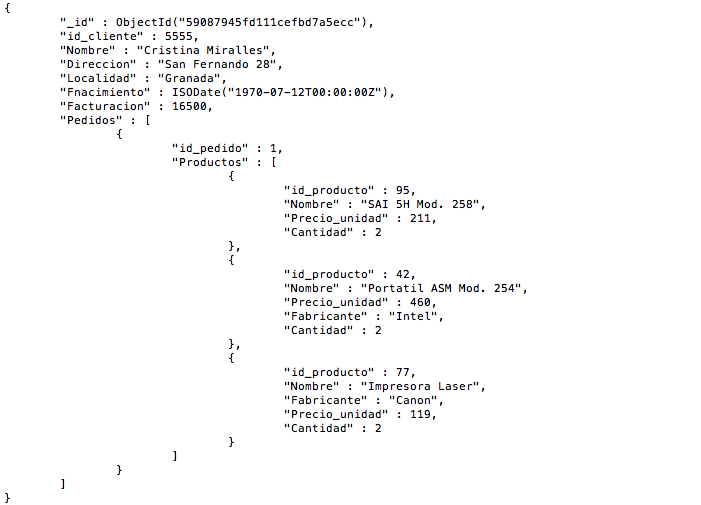 {
"_id" : ObjectId("59087945fd111cefbd7a5ecc"),
"id_cliente" : 5555,
"Nombre" : "Cristina Miralles",
"Direccion" : "San Fernando 28",
"Localidad" : "Granada",
"Fnacimiento" : ISODate("1970-07-12T00:00:00Z"),
"Facturacion" : 16500,
"Pedidos" : [
{
"id_pedido" : 1,
"Productos" : [
{
"id_producto" : 95,
"Nombre" : "SAI 5H Mod. 258",
"Precio_unidad" : 211,
"Cantidad" : 2
},
{
"id_producto" : 42,
"Nombre" : "Portatil ASM Mod. 254",
"Precio_unidad" : 460,
"Fabricante" : "Intel",
"Cantidad" : 2
},
{
"id_producto" : 77,
"Nombre" : "Impresora Laser",
"Fabricante" : "Canon",
"Precio_unidad" : 119,
"Cantidad" : 2
}
]
}
]
}